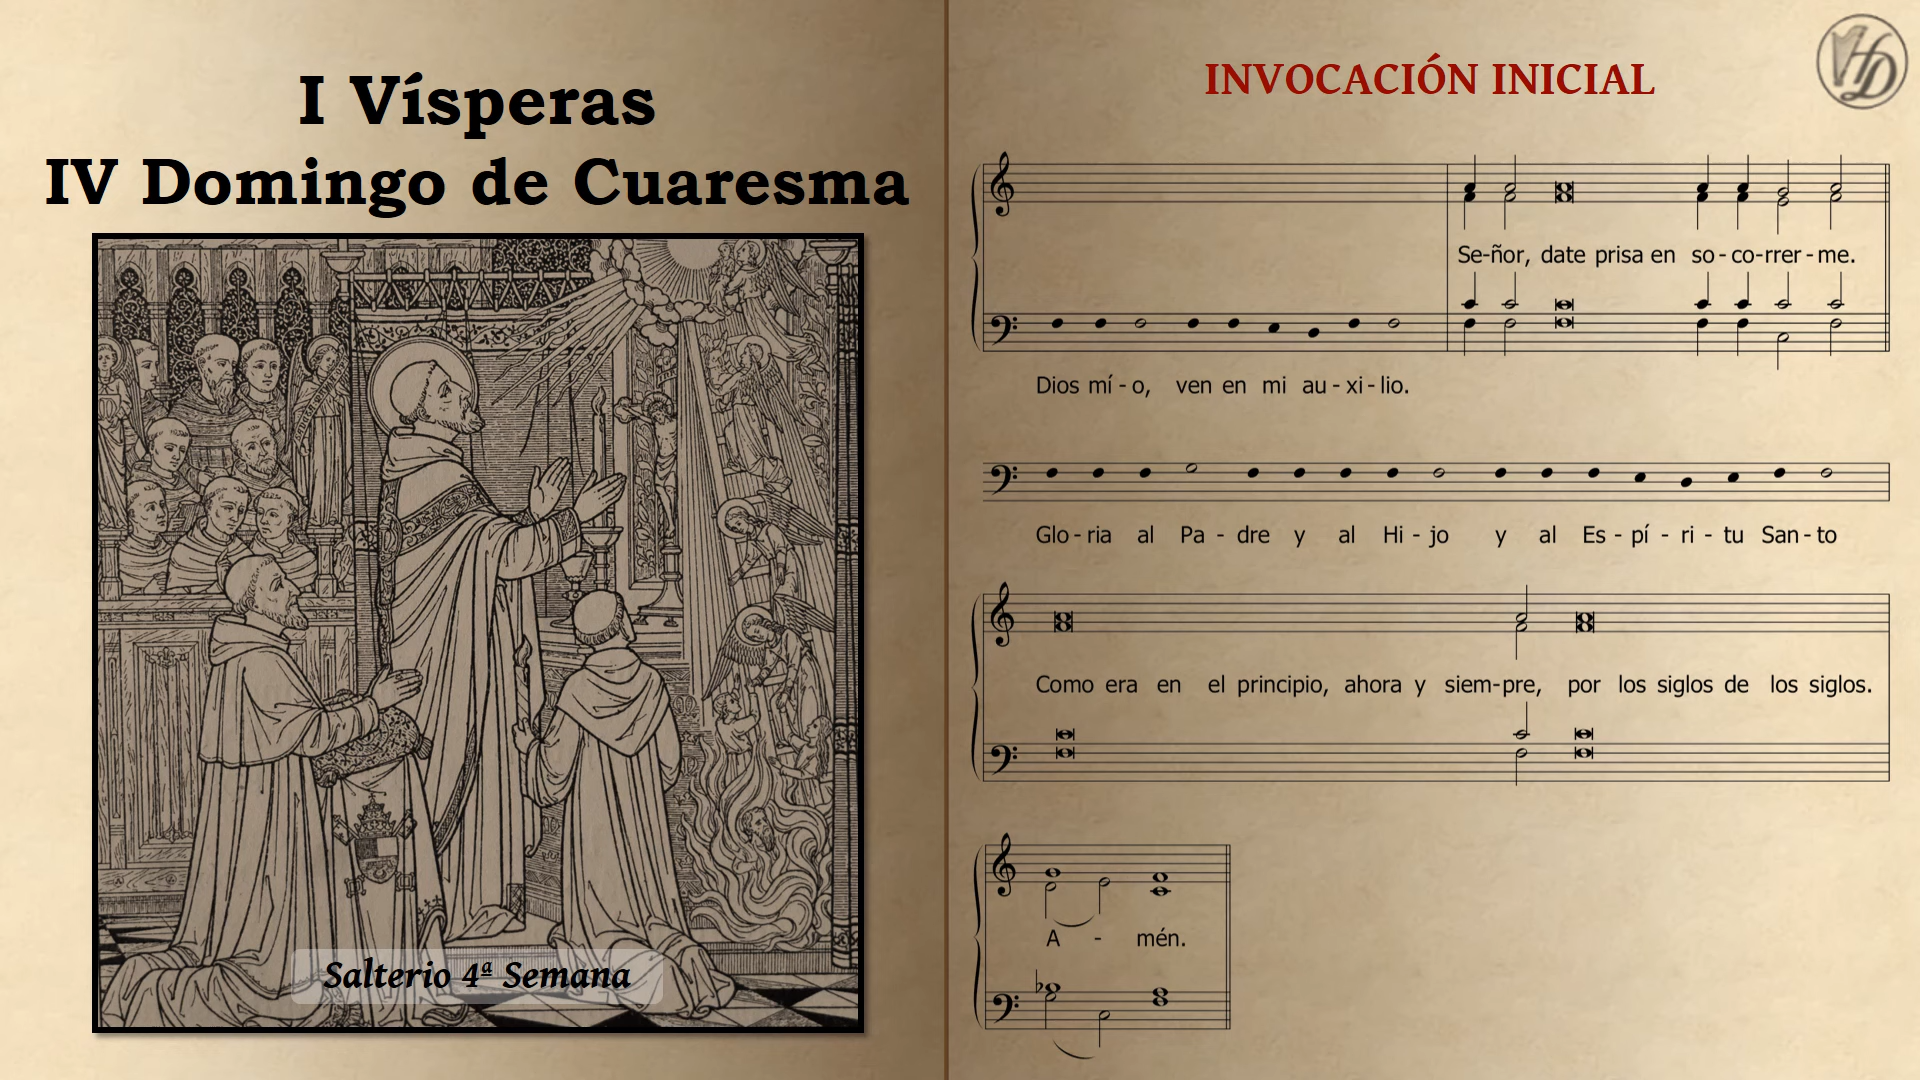 I Vísperas
IV Domingo de Cuaresma
Salterio 4ª Semana
HD
INVOCACIÓN INICIAL
Se-ñor, date prisa en so-co-rrer-me.
Dios mí-o, ven en mi au-xi-lio.
Glo-ria al Pa-dre y al Hi-jo y al Es-pí-ri-tu San-to
Como era en el principio, ahora y siem-pre, por los siglos de los siglos.
A - mén.